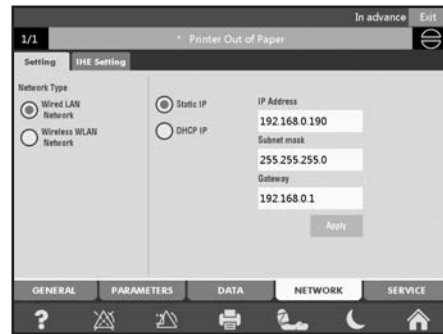 In advance Exit
1/1 * Printer Out of Paper
Setting IHE Setting
Network Type
Wired LAN Network
Wireless WLAN Network
Static IP
DHCP IP
IP Address
192.168.0.190
Subnet mask
255.255.255.0
Gateway
192.168.0.1
Apply
GENERAL PARAMETERS DATA NETWORK SERVICE
?